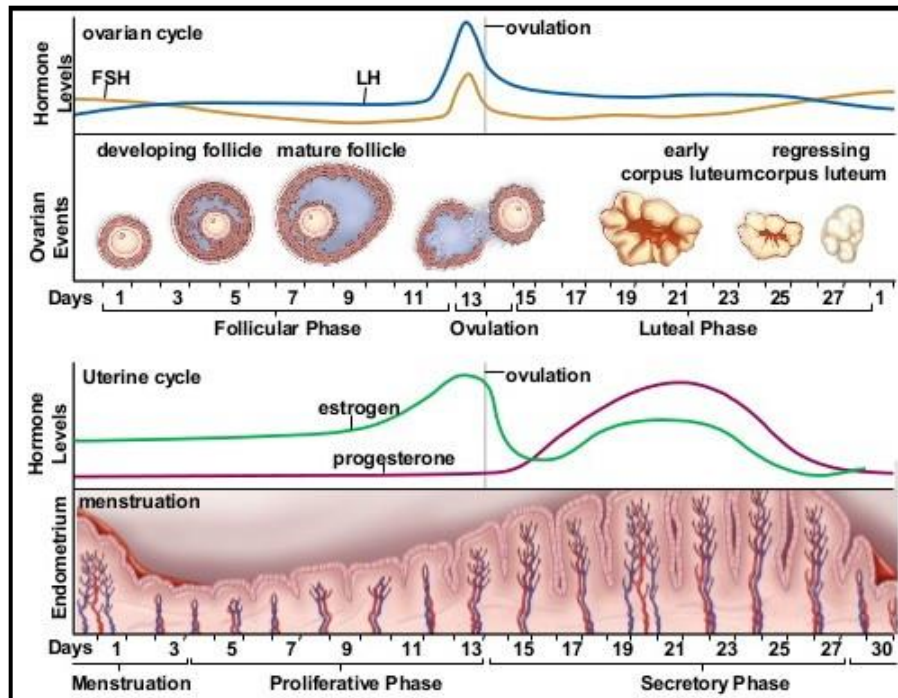 ovarian cycle
ovulation
FSH
LH
Hormone Levels
developing follicle
mature follicle
early corpus luteum
regressing corpus luteum
Ovarian Events
Days 1 3 5 7 9 11 13 15 17 19 21 23 25 27 1
Follicular Phase Ovulation Luteal Phase
Uterine cycle
ovulation
estrogen
progesterone
Hormone Levels
menstruation
Endometrium
Days 1 3 5 7 9 11 13 15 17 19 21 23 25 27 30
Menstruation Proliferative Phase Secretory Phase